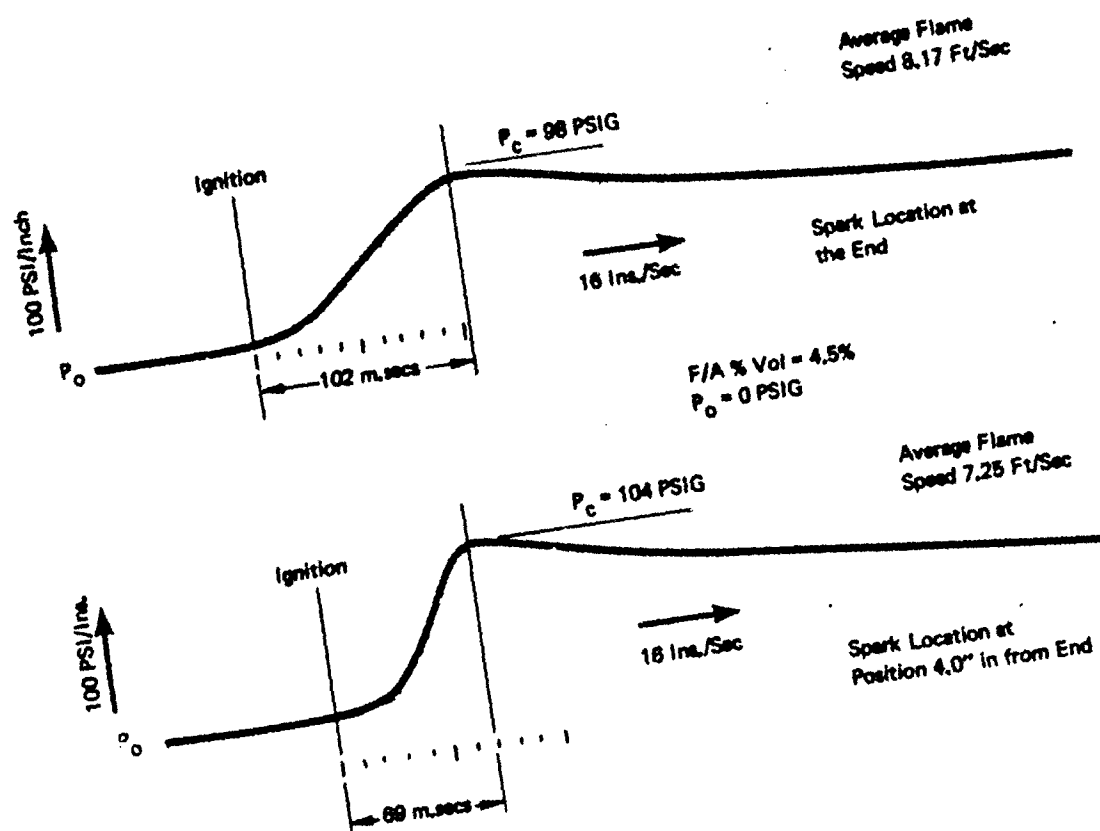 Average Flame
Speed 8.17 Ft/Sec
P_c = 98 PSIG
Ignition
100 PSI/Inch
Spark Location at
the End
16 Ins./Sec
P_o
102 m.secs
F/A % Vol = 4.5%
P_o = 0 PSIG
Average Flame
Speed 7.25 Ft/Sec
P_c = 104 PSIG
Ignition
100 PSI/Ins.
16 Ins./Sec
Spark Location at
Position 4.0" in from End
P_o
69 m.secs